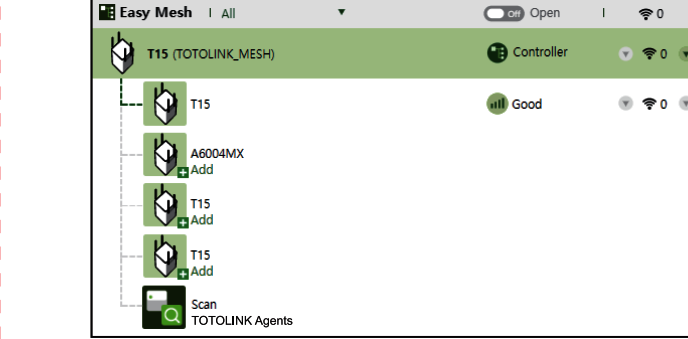 Easy Mesh | All Off Open | 0
T15 (TOTOLINK_MESH) Controller 0
T15 Good 0
A6004MX
Add
T15
Add
T15
Add
Scan
TOTOLINK Agents